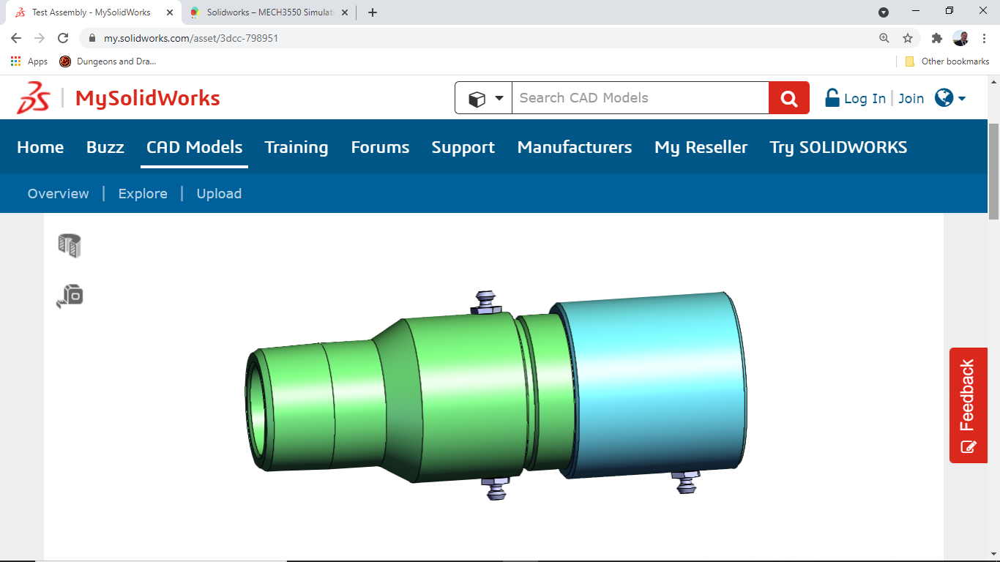 Test Assembly - MySolidWorks
Solidworks – MECH3550 Simulati
my.solidworks.com/asset/3dcc-798951
Apps
Dungeons and Dra...
Other bookmarks
MySolidWorks
Search CAD Models
Log In
Join
Home
Buzz
CAD Models
Training
Forums
Support
Manufacturers
My Reseller
Try SOLIDWORKS
Overview
Explore
Upload
Feedback